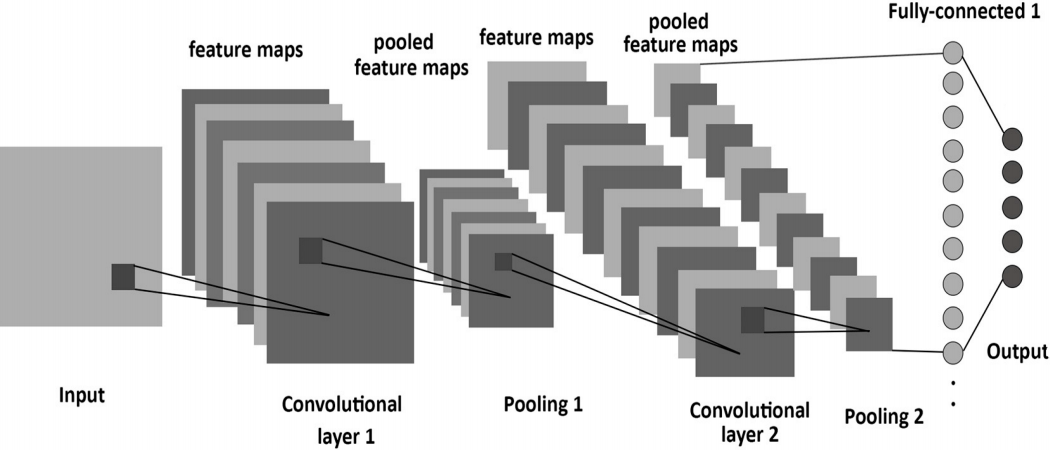 feature maps
pooled
feature maps
feature maps
pooled
feature maps
Fully-connected 1
Input
Convolutional
layer 1
Pooling 1
Convolutional
layer 2
Pooling 2
Output